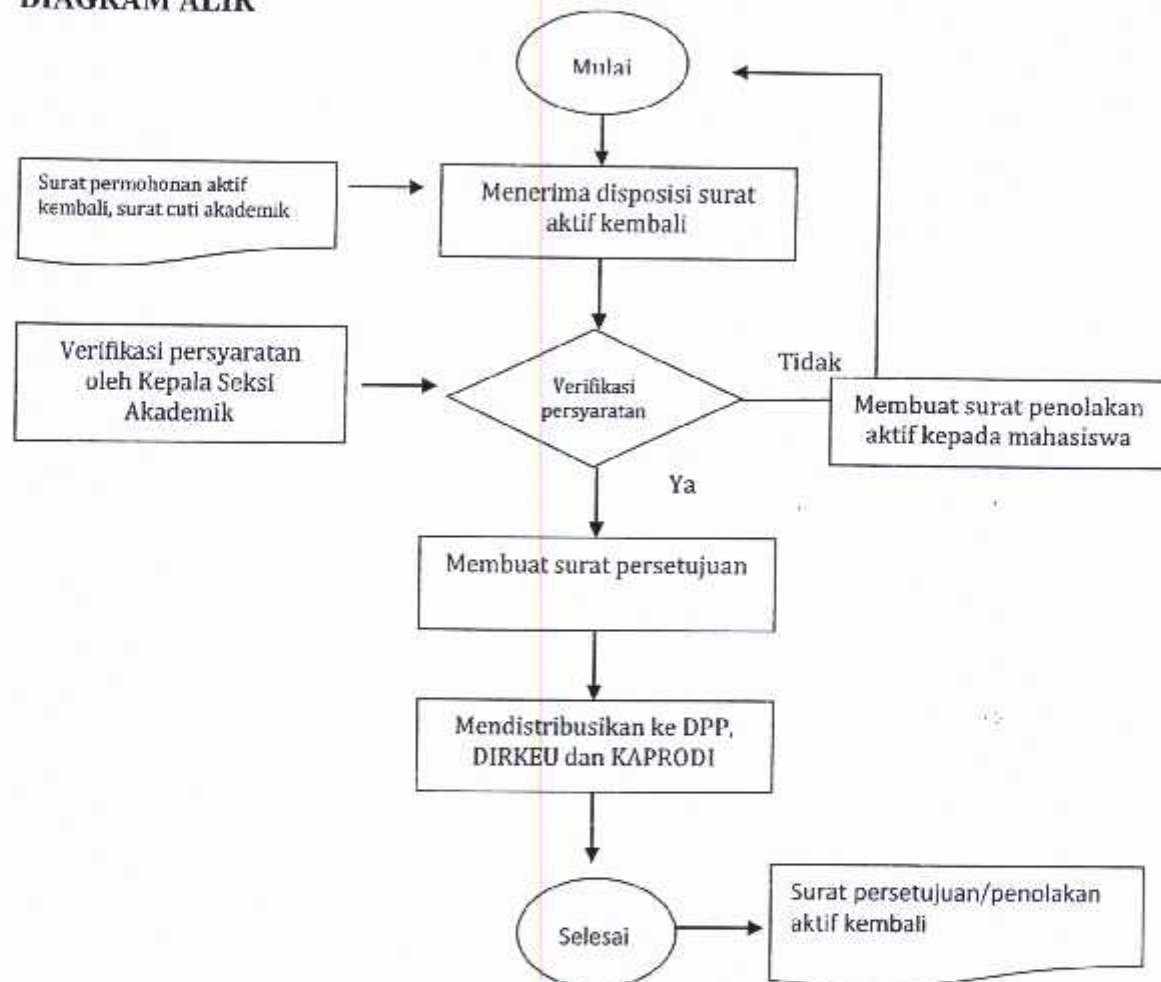 DIAGRAM ALIR
Mulai
Surat permohonan aktif
kembali, surat cuti akademik
Menerima disposisi surat
aktif kembali
Verifikasi persyaratan
oleh Kepala Seksi
Akademik
Verifikasi
persyaratan
Tidak
Membuat surat penolakan
aktif kepada mahasiswa
Ya
Membuat surat persetujuan
Mendistribusikan ke DPP,
DIRKEU dan KAPRODI
Selesai
Surat persetujuan/penolakan
aktif kembali